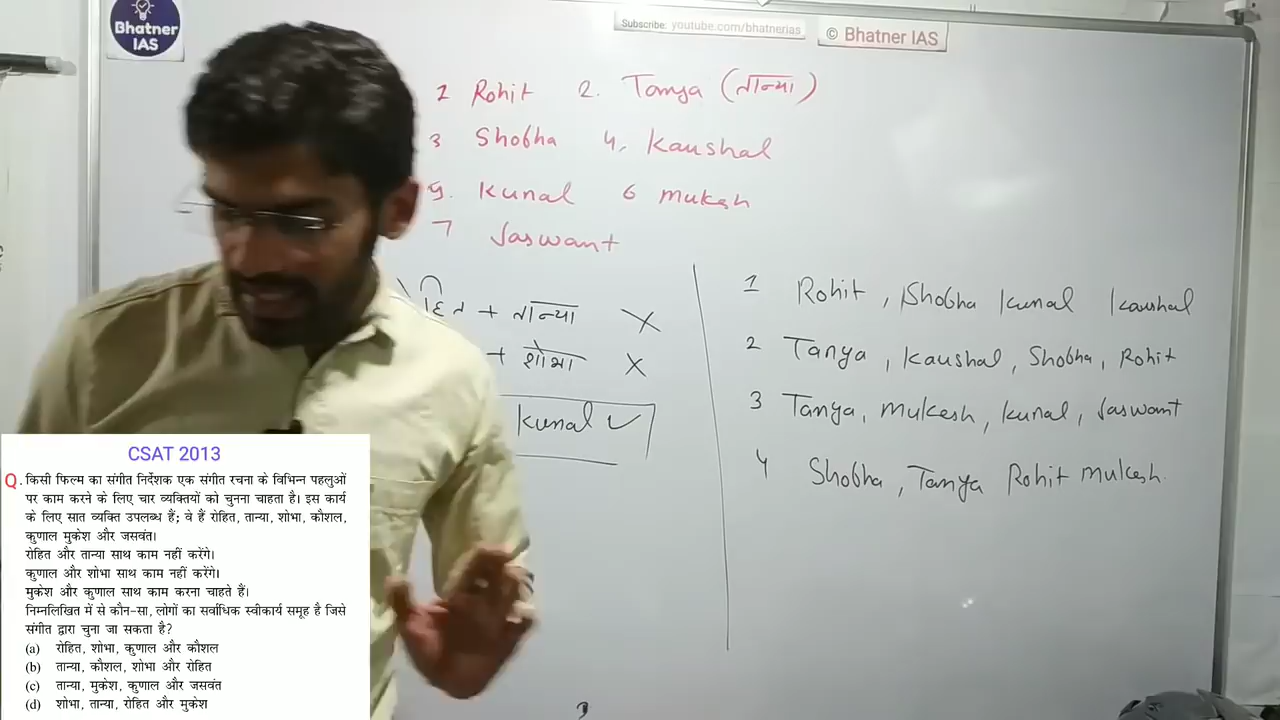 Bhatner
IAS
Subscribe: youtube.com/bhatnerias
© Bhatner IAS
1 Rohit 2. Tanya (तान्या)
3 Shobha 4. Kaushal
5. Kunal 6 Mukesh
7 Jaswant
+ तान्या ✗
+ शोभा ✗
Kunal ✓
1 Rohit, Shobha Kunal Kaushal
2 Tanya, Kaushal, Shobha, Rohit
3 Tanya, Mukesh, Kunal, Jaswant
4 Shobha, Tanya Rohit Mukesh.
CSAT 2013
Q. किसी फिल्म का संगीत निर्देशक एक संगीत रचना के विभिन्न पहलुओं
पर काम करने के लिए चार व्यक्तियों को चुनना चाहता है। इस कार्य
के लिए सात व्यक्ति उपलब्ध हैं; वे हैं रोहित, तान्या, शोभा, कौशल,
कुणाल मुकेश और जसवंत।
रोहित और तान्या साथ काम नहीं करेंगे।
कुणाल और शोभा साथ काम नहीं करेंगे।
मुकेश और कुणाल साथ काम करना चाहते हैं।
निम्नलिखित में से कौन-सा, लोगों का सर्वाधिक स्वीकार्य समूह है जिसे
संगीत द्वारा चुना जा सकता है?
(a) रोहित, शोभा, कुणाल और कौशल
(b) तान्या, कौशल, शोभा और रोहित
(c) तान्या, मुकेश, कुणाल और जसवंत
(d) शोभा, तान्या, रोहित और मुकेश